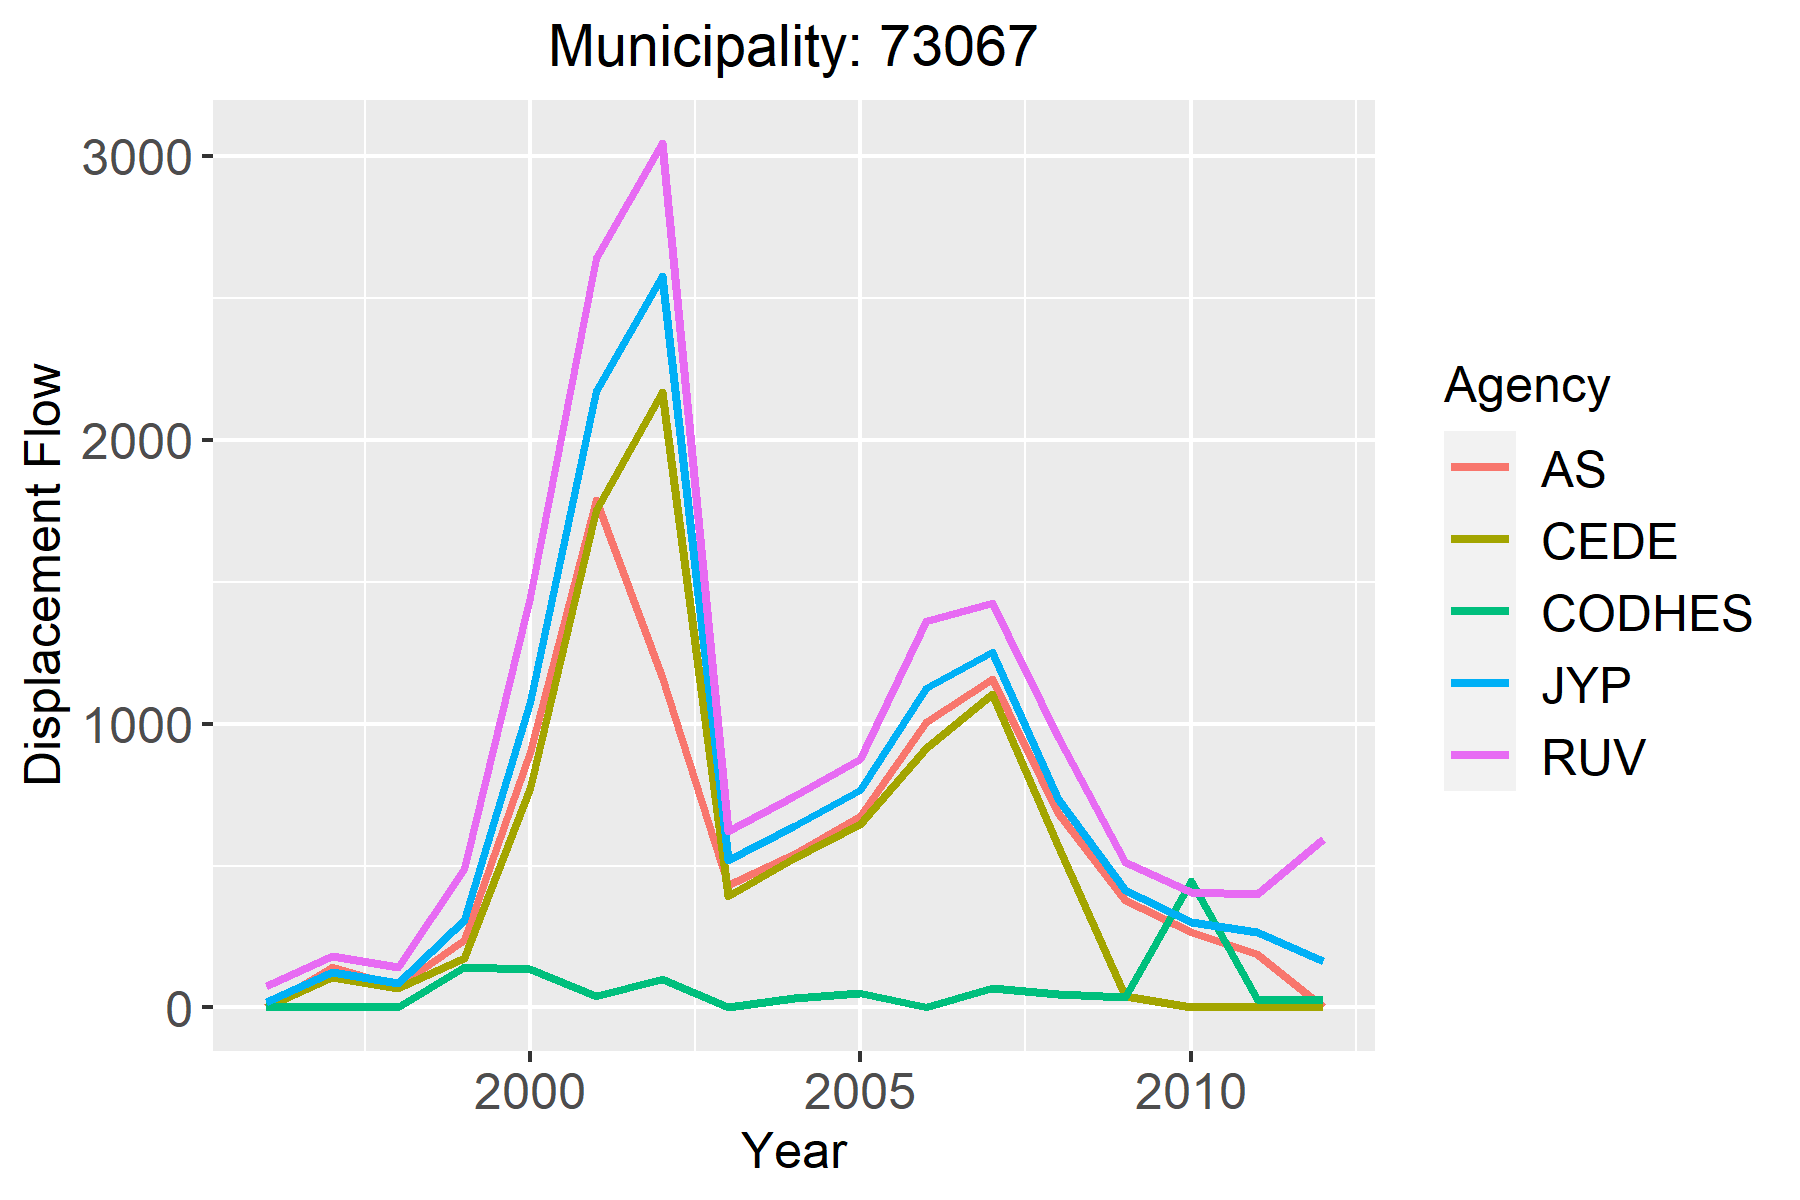 Municipality: 73067
3000
2000
1000
0
Displacement Flow
2000 2005 2010
Year
Agency
AS
CEDE
CODHES
JYP
RUV